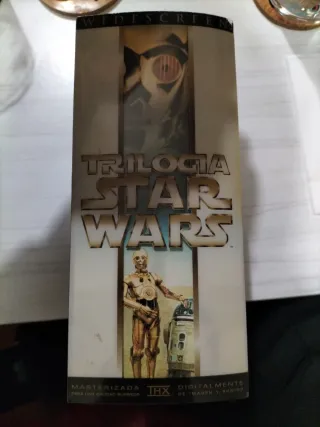 WIDESCREEN
TRILOGIA
STAR
WARS
MASTERIZADA
THX
DIGITALMENTE